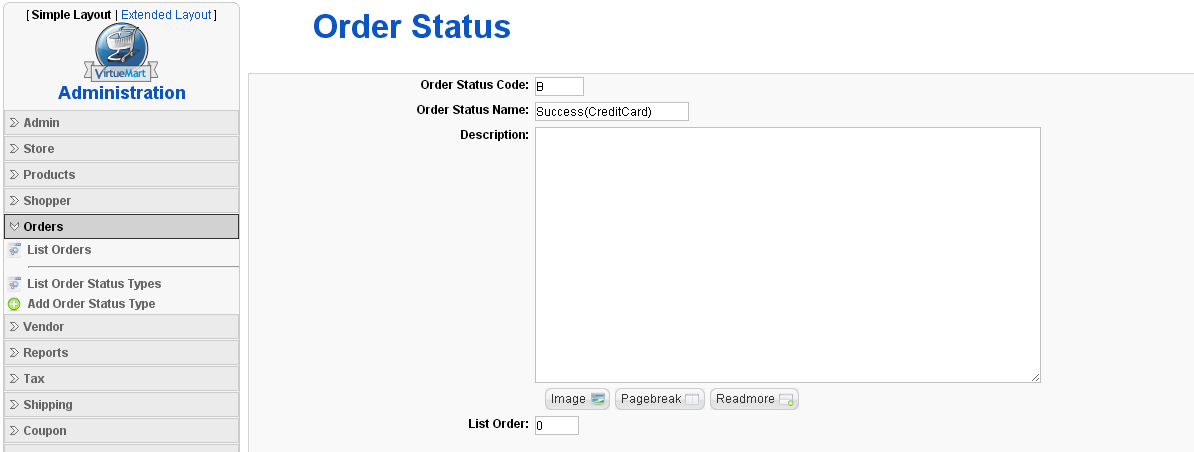 [ Simple Layout | Extended Layout ]
VirtueMart
Administration
Admin
Store
Products
Shopper
Orders
List Orders
List Order Status Types
Add Order Status Type
Vendor
Reports
Tax
Shipping
Coupon
Order Status
Order Status Code: B
Order Status Name: Success(CreditCard)
Description:
Image Pagebreak Readmore
List Order: 0